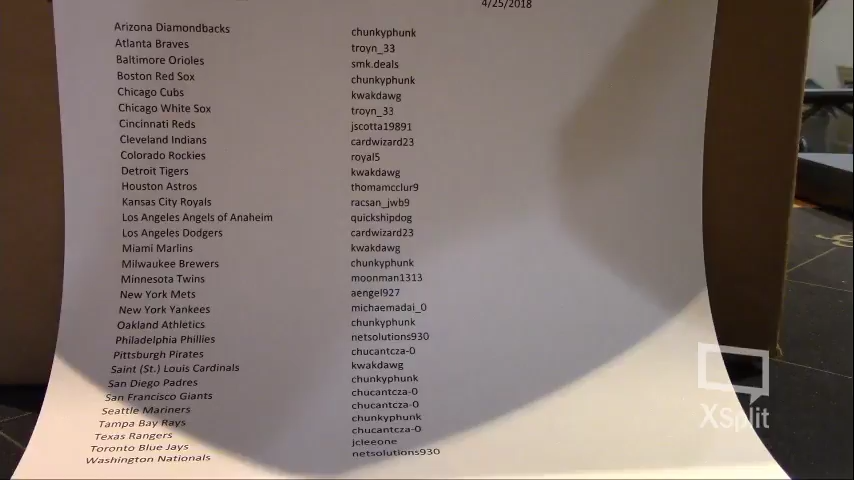 4/25/2018
Arizona Diamondbacks chunkyphunk
Atlanta Braves troyn_33
Baltimore Orioles smk.deals
Boston Red Sox chunkyphunk
Chicago Cubs kwakdawg
Chicago White Sox troyn_33
Cincinnati Reds jscotta19891
Cleveland Indians cardwizard23
Colorado Rockies royal5
Detroit Tigers kwakdawg
Houston Astros thomamcclur9
Kansas City Royals racsan_jwb9
Los Angeles Angels of Anaheim quickshipdog
Los Angeles Dodgers cardwizard23
Miami Marlins kwakdawg
Milwaukee Brewers chunkyphunk
Minnesota Twins moonman1313
New York Mets aengel927
New York Yankees michaemadai_0
Oakland Athletics chunkyphunk
Philadelphia Phillies netsolutions930
Pittsburgh Pirates chucantcza-0
Saint (St.) Louis Cardinals kwakdawg
San Diego Padres chunkyphunk
San Francisco Giants chucantcza-0
Seattle Mariners chucantcza-0
Tampa Bay Rays chunkyphunk
Texas Rangers chucantcza-0
Toronto Blue Jays jcleeone
Washington Nationals netsolutions930
XSplit